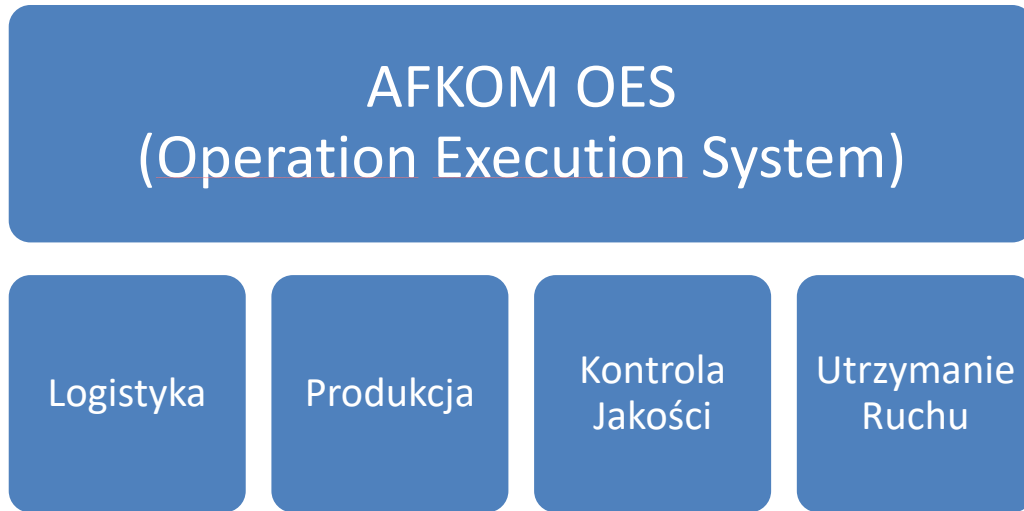 AFKOM OES
(Operation Execution System)
Logistyka
Produkcja
Kontrola
Jakości
Utrzymanie
Ruchu